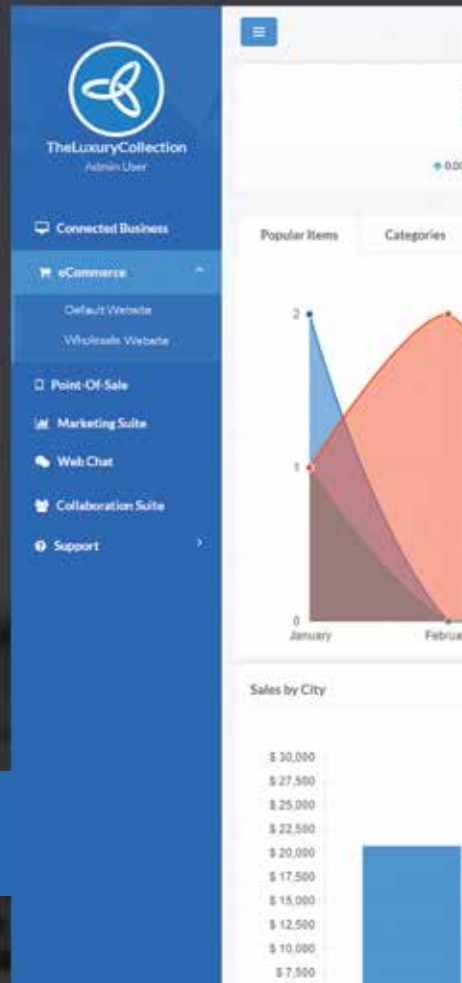 TheLuxuryCollection
Admin User
Connected Business
eCommerce
Default Website
Wholesale Website
Point-Of-Sale
Marketing Suite
Web Chat
Collaboration Suite
Support
Popular Items
Categories
2
1
0
January
Sales by City
$ 30,000
$ 27,500
$ 25,000
$ 22,500
$ 20,000
$ 17,500
$ 15,000
$ 12,500
$ 10,000
$ 7,500